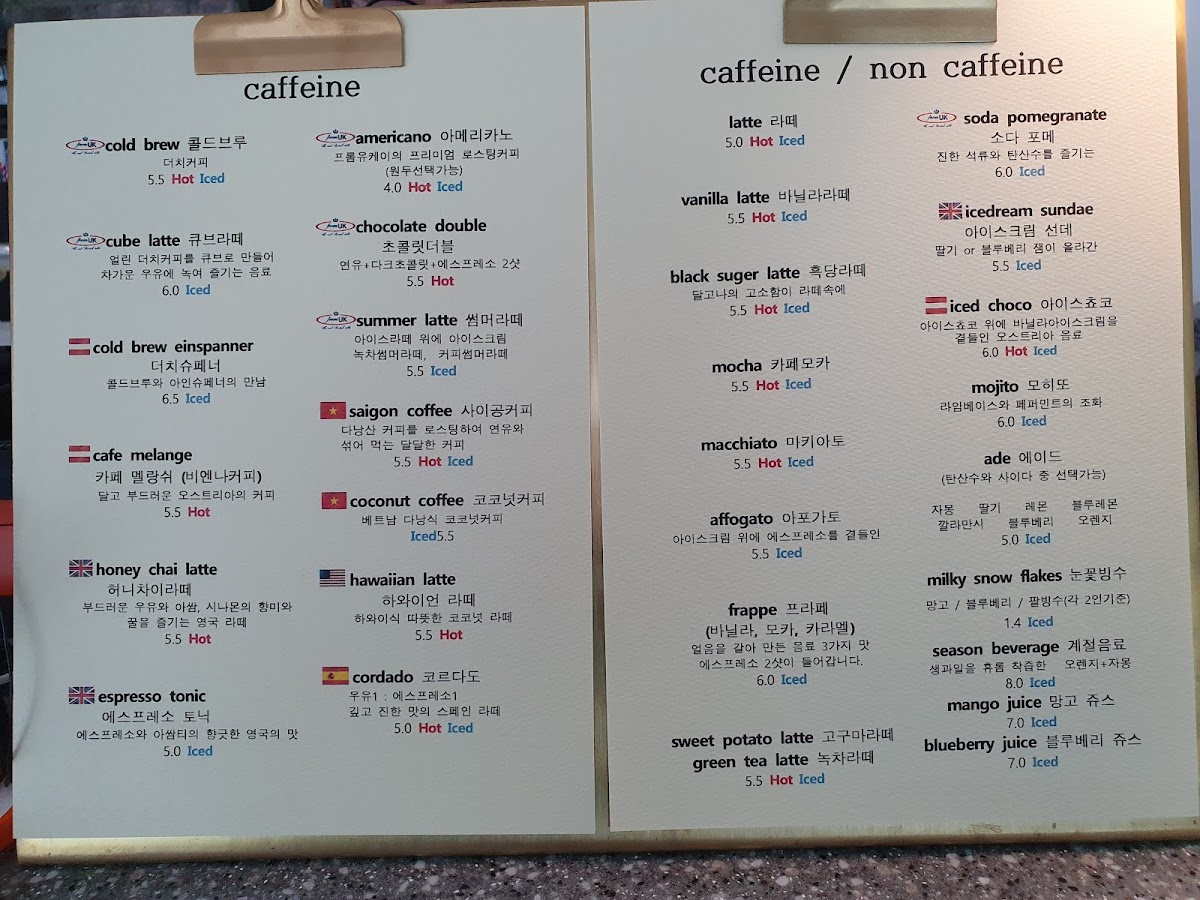 caffeine
UK
cold brew 콜드브루
더치커피
5.5 Hot Iced
UK
cube latte 큐브라떼
얼린 더치커피를 큐브로 만들어
차가운 우유에 녹여 즐기는 음료
6.0 Iced
cold brew einspanner
더치슈페너
콜드브루와 아인슈페너의 만남
6.5 Iced
cafe melange
카페 멜랑쉬 (비엔나커피)
달고 부드러운 오스트리아의 커피
5.5 Hot
honey chai latte
허니차이라떼
부드러운 우유와 아쌈, 시나몬의 향미와
꿀을 즐기는 영국 라떼
5.5 Hot
espresso tonic
에스프레소 토닉
에스프레소와 아쌈티의 향긋한 영국의 맛
5.0 Iced
UK
americano 아메리카노
프롬유케이의 프리미엄 로스팅커피
(원두선택가능)
4.0 Hot Iced
UK
chocolate double
초콜릿더블
연유+다크초콜릿+에스프레소 2샷
5.5 Hot
UK
summer latte 썸머라떼
아이스라떼 위에 아이스크림
녹차썸머라떼, 커피썸머라떼
5.5 Iced
saigon coffee 사이공커피
다낭산 커피를 로스팅하여 연유와
섞어 먹는 달달한 커피
5.5 Hot Iced
coconut coffee 코코넛커피
베트남 다낭식 코코넛커피
Iced5.5
hawaiian latte
하와이언 라떼
하와이식 따뜻한 코코넛 라떼
5.5 Hot
cordado 코르다도
우유1 : 에스프레소1
깊고 진한 맛의 스페인 라떼
5.0 Hot Iced
caffeine / non caffeine
latte 라떼
5.0 Hot Iced
vanilla latte 바닐라라떼
5.5 Hot Iced
black suger latte 흑당라떼
달고나의 고소함이 라떼속에
5.5 Hot Iced
mocha 카페모카
5.5 Hot Iced
macchiato 마키아토
5.5 Hot Iced
affogato 아포가토
아이스크림 위에 에스프레소를 곁들인
5.5 Iced
frappe 프라페
(바닐라, 모카, 카라멜)
얼음을 갈아 만든 음료 3가지 맛
에스프레소 2샷이 들어갑니다.
6.0 Iced
sweet potato latte 고구마라떼
green tea latte 녹차라떼
5.5 Hot Iced
UK
soda pomegranate
소다 포메
진한 석류와 탄산수를 즐기는
6.0 Iced
icedream sundae
아이스크림 선데
딸기 or 블루베리 잼이 올라간
5.5 Iced
iced choco 아이스쵸코
아이스쵸코 위에 바닐라아이스크림을
곁들인 오스트리아 음료
6.0 Hot Iced
mojito 모히또
라임베이스와 페퍼민트의 조화
6.0 Iced
ade 에이드
(탄산수와 사이다 중 선택가능)
자몽 딸기 레몬 블루레몬
깔라만시 블루베리 오렌지
5.0 Iced
milky snow flakes 눈꽃빙수
망고 / 블루베리 / 팥빙수(각 2인기준)
1.4 Iced
season beverage 계절음료
생과일을 휴롬 착즙한 오렌지+자몽
8.0 Iced
mango juice 망고 쥬스
7.0 Iced
blueberry juice 블루베리 쥬스
7.0 Iced